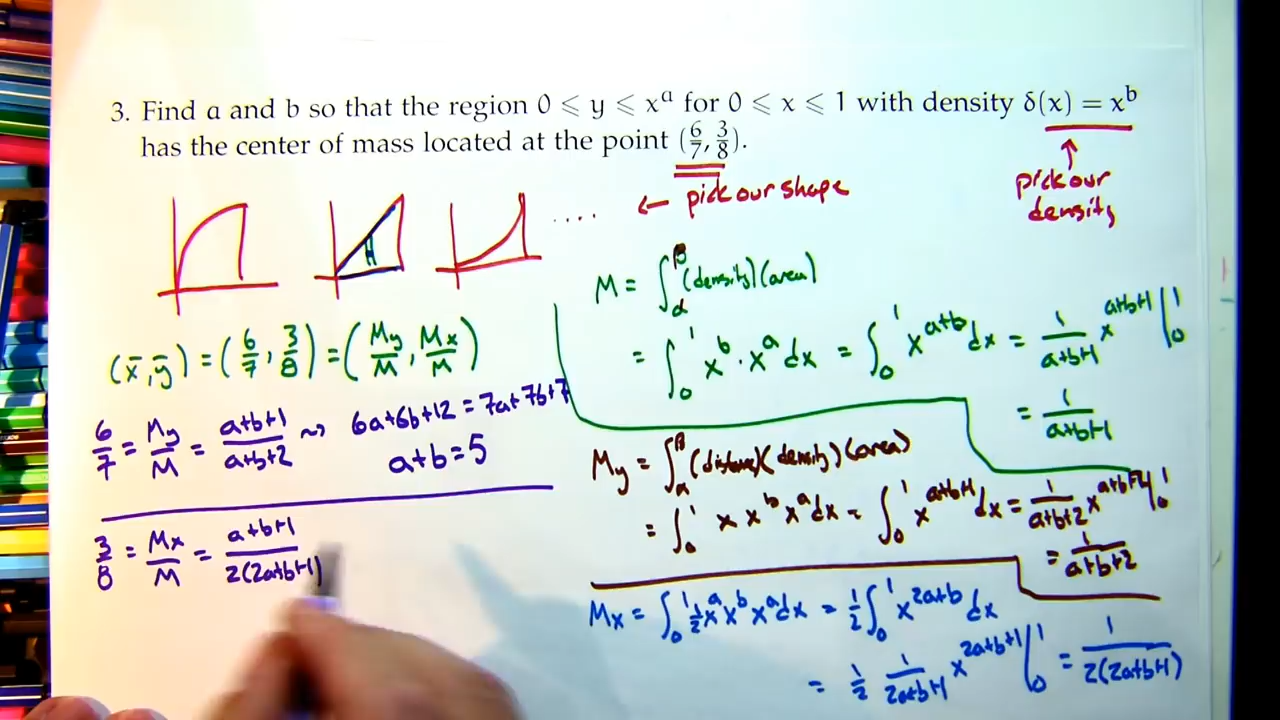 3. Find a and b so that the region 0 ⩽ y ⩽ x^a for 0 ⩽ x ⩽ 1 with density δ(x) = x^b
has the center of mass located at the point (6/7, 3/8).
← pick our shape
....
↑
pick our
density
M = ∫_α^β (density)(area)
= ∫_0^1 x^b · x^a dx = ∫_0^1 x^{a+b} dx = 1/(a+b+1) x^{a+b+1} |_0^1
= 1/(a+b+1)
(x̄, ȳ) = (6/7, 3/8) = (My/M, Mx/M)
6/7 = My/M = (a+b+1)/(a+b+2) ⇝ 6a+6b+12 = 7a+7b+7
a+b=5
My = ∫_α^β (distance)(density)(area)
= ∫_0^1 x x^b x^a dx = ∫_0^1 x^{a+b+1} dx = 1/(a+b+2) x^{a+b+2} |_0^1
= 1/(a+b+2)
3/8 = Mx/M = (a+b+1)/(2(2a+b+1))
Mx = ∫_0^1 1/2 x^a x^b x^a dx = 1/2 ∫_0^1 x^{2a+b} dx
= 1/2 1/(2a+b+1) x^{2a+b+1} |_0^1 = 1/(2(2a+b+1))